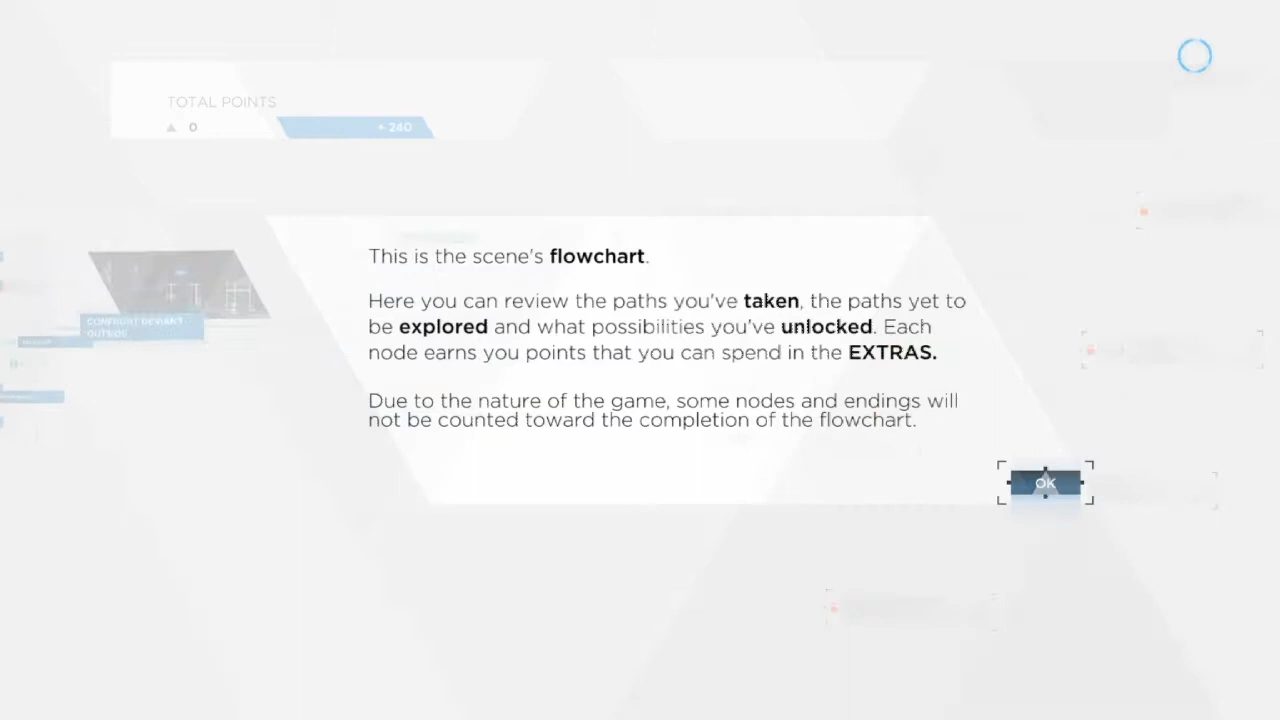 TOTAL POINTS
0
+ 240
This is the scene's flowchart.
Here you can review the paths you've taken, the paths yet to
be explored and what possibilities you've unlocked. Each
node earns you points that you can spend in the EXTRAS.
CONFRONT DEVIANT
OUTSIDE
Due to the nature of the game, some nodes and endings will
not be counted toward the completion of the flowchart.
OK